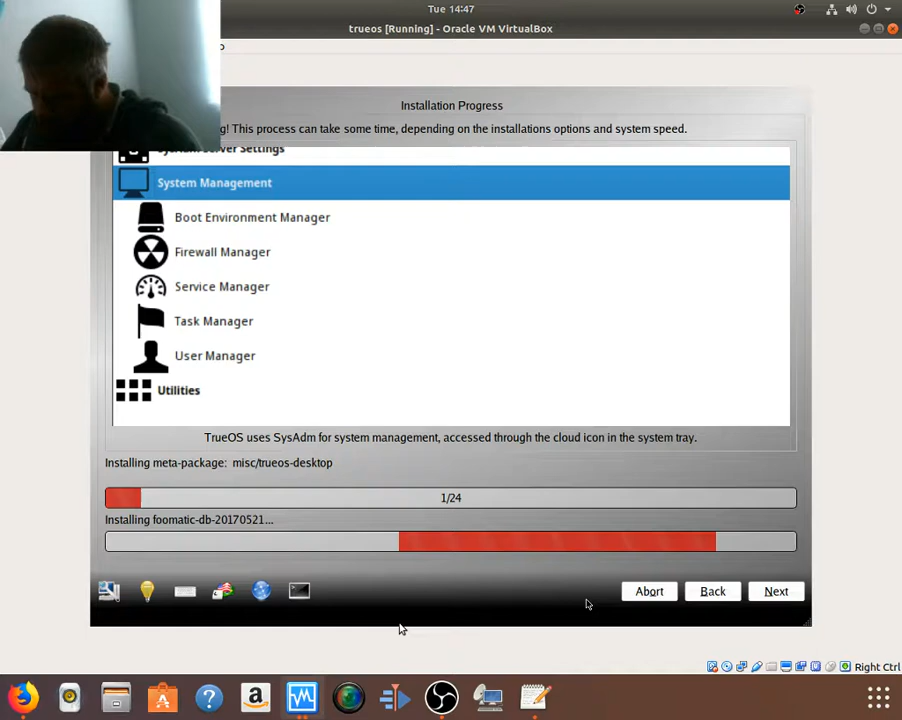 Tue 14:47
trueos [Running] - Oracle VM VirtualBox
Installation Progress
! This process can take some time, depending on the installations options and system speed.
Server Settings
System Management
Boot Environment Manager
Firewall Manager
Service Manager
Task Manager
User Manager
Utilities
TrueOS uses SysAdm for system management, accessed through the cloud icon in the system tray.
Installing meta-package: misc/trueos-desktop
1/24
Installing foomatic-db-20170521...
Abort
Back
Next
Right Ctrl